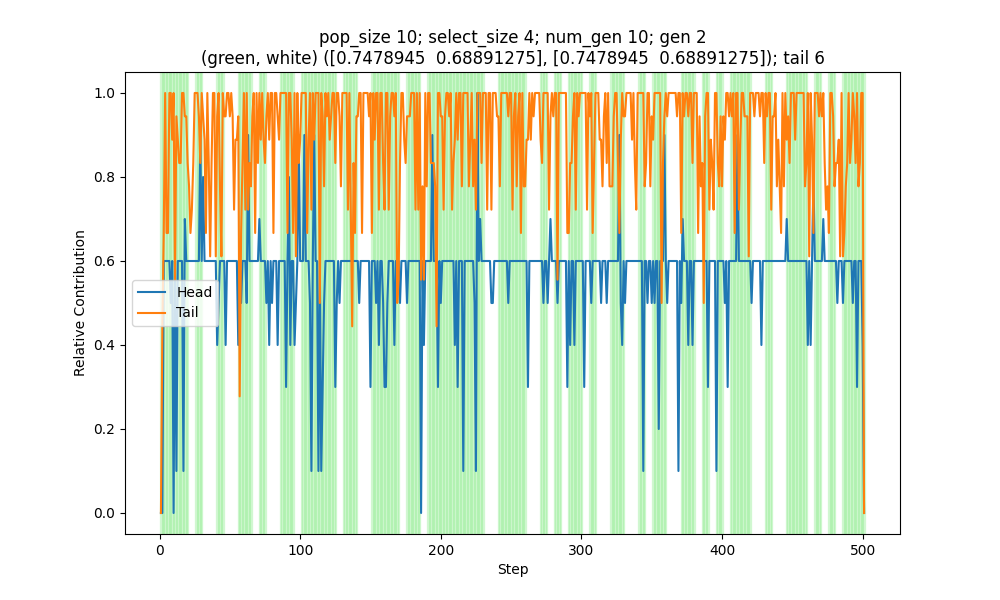 pop_size 10; select_size 4; num_gen 10; gen 2
(green, white) ([0.7478945  0.68891275], [0.7478945  0.68891275]); tail 6
1.0
0.8
0.6
0.4
0.2
0.0
Relative Contribution
Head
Tail
0 100 200 300 400 500
Step